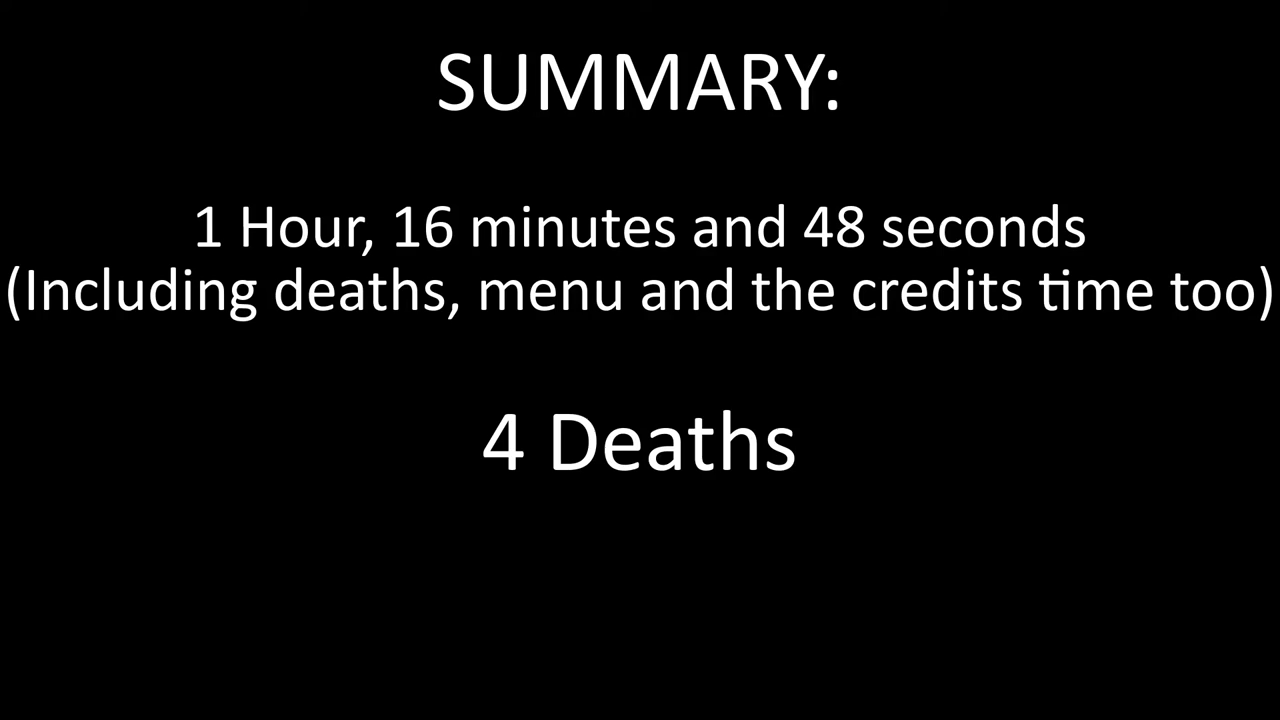 SUMMARY:
1 Hour, 16 minutes and 48 seconds
(Including deaths, menu and the credits time too)
4 Deaths